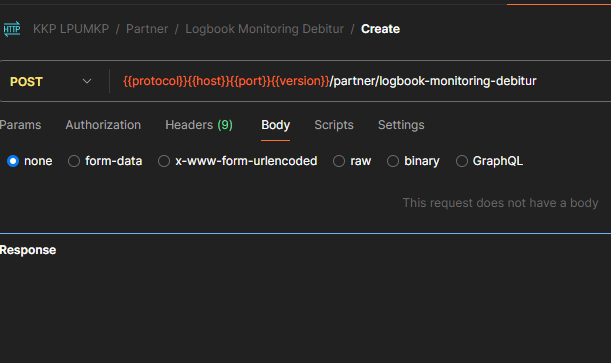 HTTP KKP LPUMKP / Partner / Logbook Monitoring Debitur / Create
POST {{protocol}}{{host}}{{port}}{{version}}/partner/logbook-monitoring-debitur
Params Authorization Headers (9) Body Scripts Settings
none form-data x-www-form-urlencoded raw binary GraphQL
This request does not have a body
Response